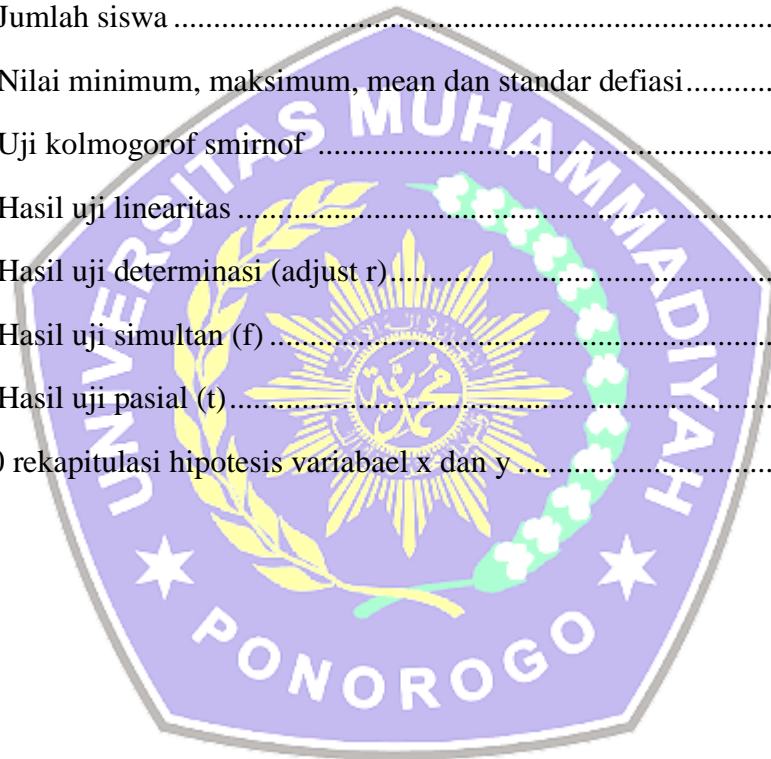 Jumlah siswa ........................................................................
Nilai minimum, maksimum, mean dan standar defiasi...........
Uji kolmogorof smirnof .......................................................
Hasil uji linearitas .................................................................
Hasil uji determinasi (adjust r)...............................................
Hasil uji simultan (f) .............................................................
Hasil uji pasial (t)..................................................................
0 rekapitulasi hipotesis variabael x dan y ..............................
UNIVERSITAS MUHAMMADIYAH
PONOROGO